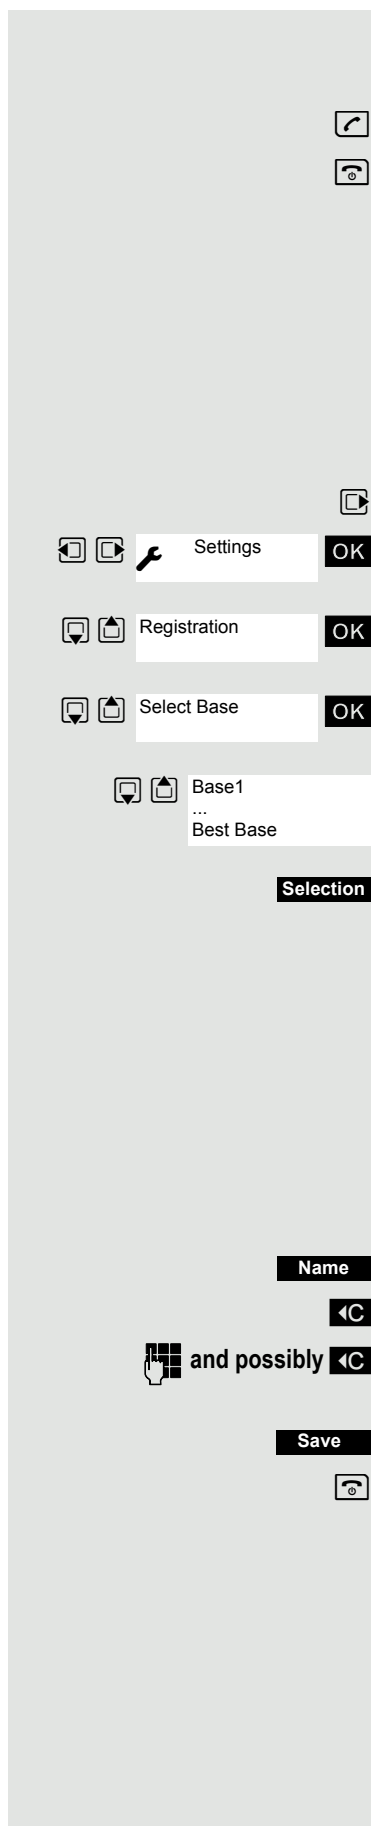 Settings OK
Registration OK
Select Base OK
Base1
...
Best Base
Selection
Name
C
and possibly C
Save